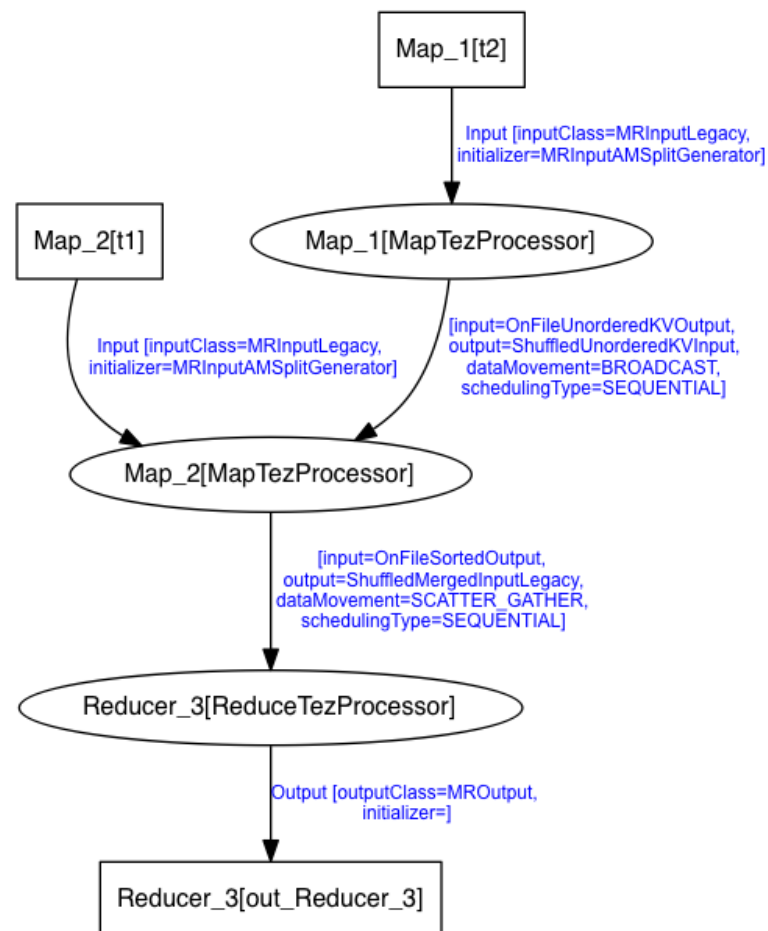 Map_1[t2]
Input [inputClass=MRInputLegacy,
initializer=MRInputAMSplitGenerator]
Map_2[t1]
Map_1[MapTezProcessor]
Input [inputClass=MRInputLegacy,
initializer=MRInputAMSplitGenerator]
[input=OnFileUnorderedKVOutput,
output=ShuffledUnorderedKVInput,
dataMovement=BROADCAST,
schedulingType=SEQUENTIAL]
Map_2[MapTezProcessor]
[input=OnFileSortedOutput,
output=ShuffledMergedInputLegacy,
dataMovement=SCATTER_GATHER,
schedulingType=SEQUENTIAL]
Reducer_3[ReduceTezProcessor]
Output [outputClass=MROutput,
initializer=]
Reducer_3[out_Reducer_3]